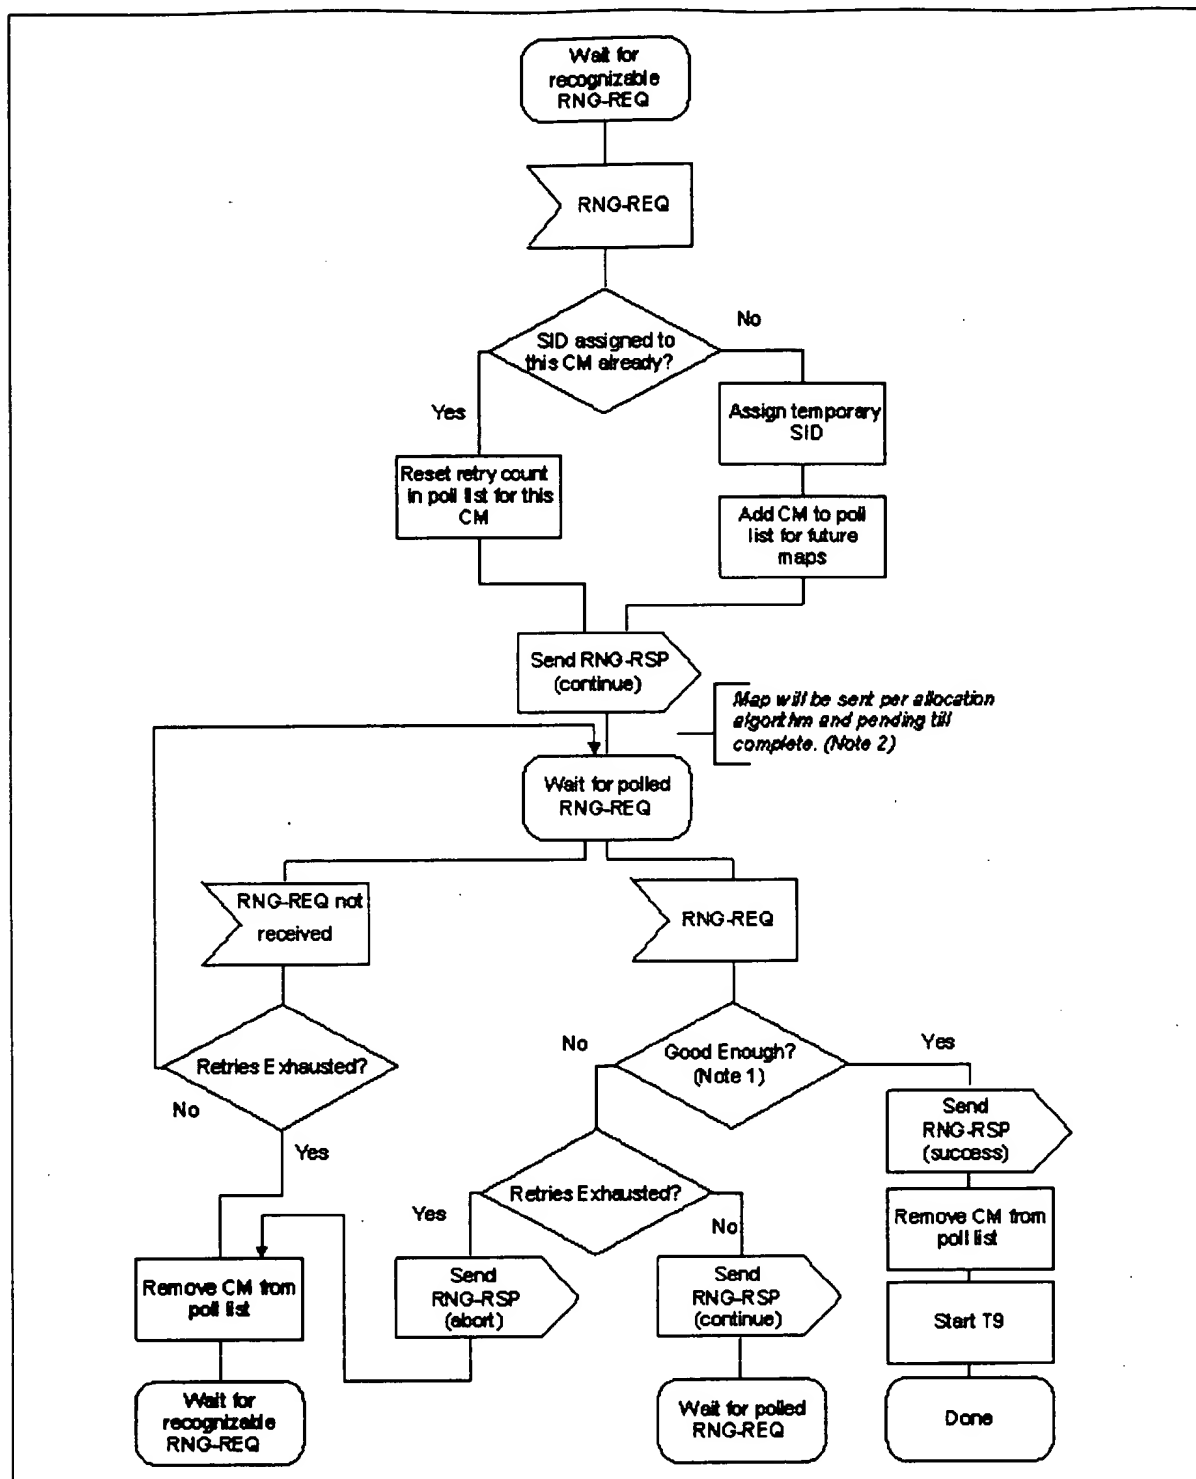 Wait for
recognizable
RNG-REQ
RNG-REQ
SID assigned to
this CM already?
No
Yes
Assign temporary
SID
Reset retry count
in poll list for this
CM
Add CM to poll
list for future
maps
Send RNG-RSP
(continue)
Map will be sent per allocation
algorithm and pending till
complete. (Note 2)
Wait for polled
RNG-REQ
RNG-REQ not
received
RNG-REQ
Retries Exhausted?
No
Yes
Good Enough?
(Note 1)
No
Yes
Send
RNG-RSP
(success)
Retries Exhausted?
Yes
No
Remove CM from
poll list
Remove CM from
poll list
Send
RNG-RSP
(abort)
Send
RNG-RSP
(continue)
Start T9
Wait for
recognizable
RNG-REQ
Wait for polled
RNG-REQ
Done